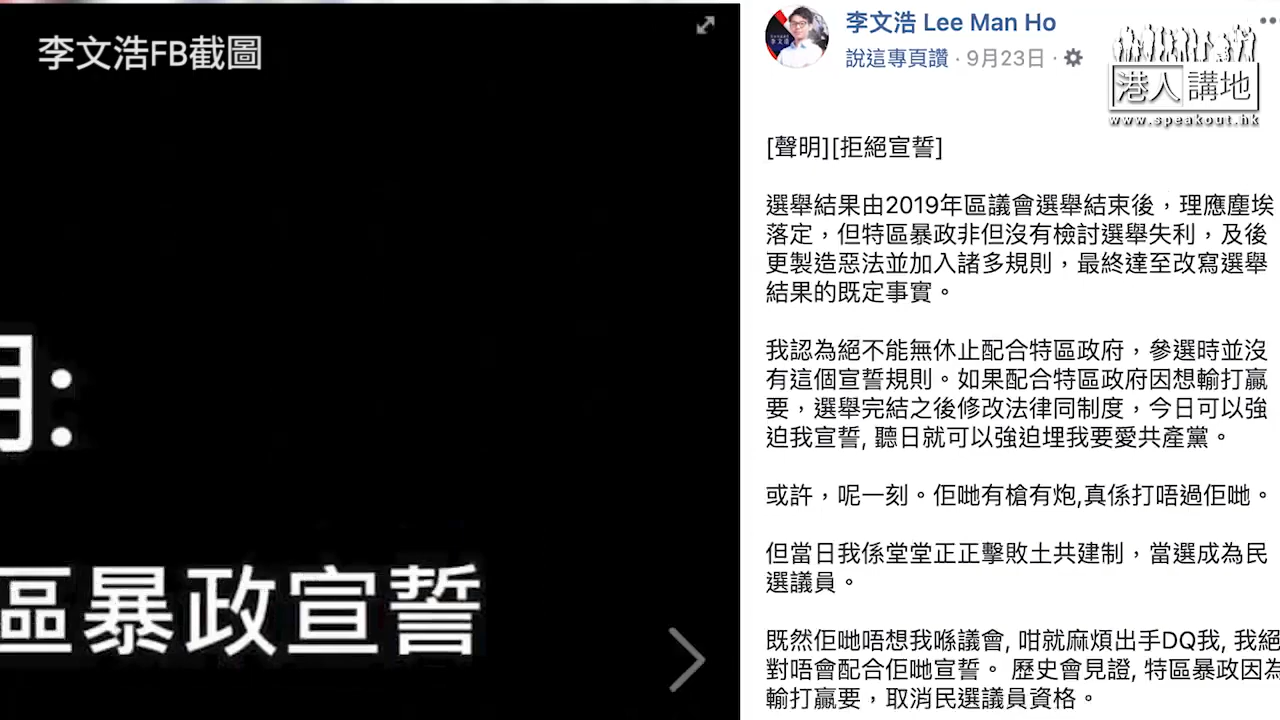 李文浩FB截圖
明:
區暴政宣誓
李文浩 Lee Man Ho
說這專頁讚 · 9月23日 ·
港人講地
www.speakout.hk
[聲明][拒絕宣誓]
選舉結果由2019年區議會選舉結束後，理應塵埃
落定，但特區暴政非但沒有檢討選舉失利，及後
更製造惡法並加入諸多規則，最終達至改寫選舉
結果的既定事實。
我認為絕不能無休止配合特區政府，參選時並沒
有這個宣誓規則。如果配合特區政府因想輸打贏
要，選舉完結之後修改法律同制度，今日可以強
迫我宣誓, 聽日就可以強迫埋我要愛共產黨。
或許，呢一刻。佢哋有槍有炮,真係打唔過佢哋。
但當日我係堂堂正正擊敗土共建制，當選成為民
選議員。
既然佢哋唔想我喺議會, 咁就麻煩出手DQ我, 我絕
對唔會配合佢哋宣誓。 歷史會見證, 特區暴政因為
輸打贏要，取消民選議員資格。